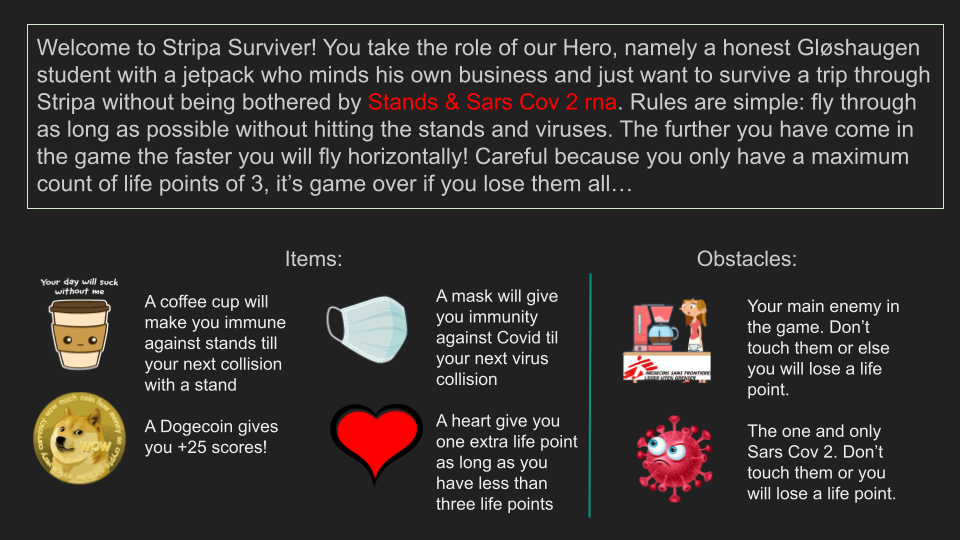 Welcome to Stripa Surviver! You take the role of our Hero, namely a honest Gløshaugen
student with a jetpack who minds his own business and just want to survive a trip through
Stripa without being bothered by Stands & Sars Cov 2 rna. Rules are simple: fly through
as long as possible without hitting the stands and viruses. The further you have come in
the game the faster you will fly horizontally! Careful because you only have a maximum
count of life points of 3, it’s game over if you lose them all…
Items:
Your day will suck
without me
A coffee cup will
make you immune
against stands till
your next collision
with a stand
A mask will give
you immunity
against Covid til
your next virus
collision
A Dogecoin gives
you +25 scores!
A heart give you
one extra life point
as long as you
have less than
three life points
Obstacles:
MEDECINS SANS FRONTIERES
LEGER UTEN GRENSER
Your main enemy in
the game. Don’t
touch them or else
you will lose a life
point.
The one and only
Sars Cov 2. Don’t
touch them or you
will lose a life point.